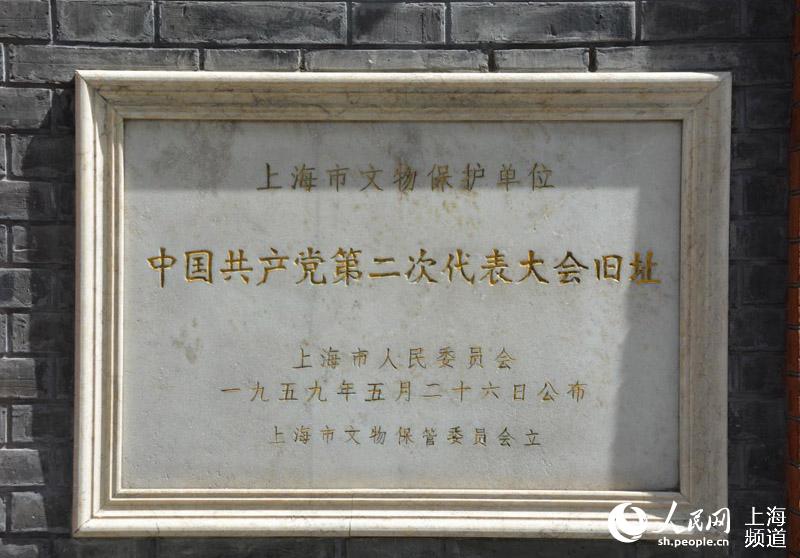 上海市文物保护单位
中国共产党第二次代表大会旧址
上海市人民委员会
一九五九年五月二十六日公布
上海市文物保管委员会立
人民网 上海频道
sh.people.cn